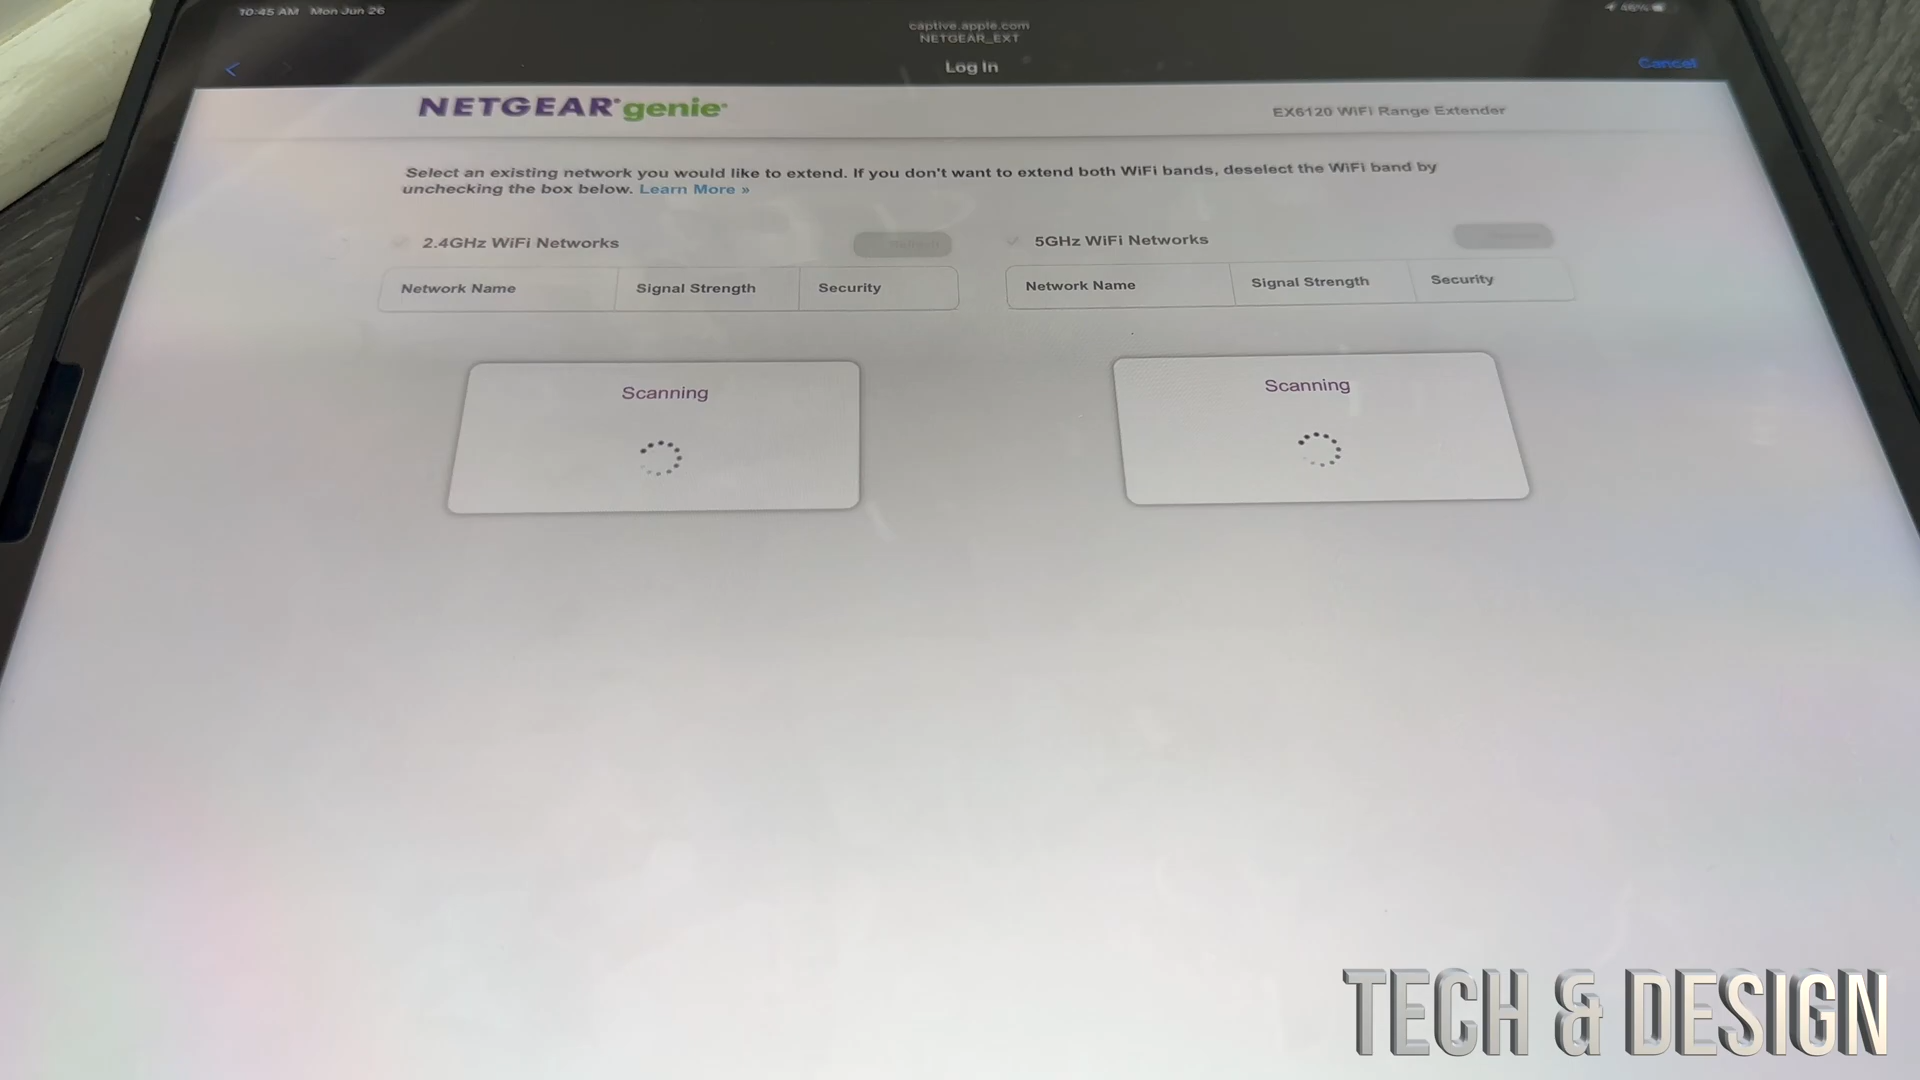 10:45 AM Mon Jun 26
46%
captive.apple.com
NETGEAR_EXT
Log In
Cancel
NETGEAR genie
EX6120 WiFi Range Extender
Select an existing network you would like to extend. If you don't want to extend both WiFi bands, deselect the WiFi band by
unchecking the box below. Learn More »
2.4GHz WiFi Networks
5GHz WiFi Networks
Network Name Signal Strength Security
Network Name Signal Strength Security
Scanning
Scanning
TECH & DESIGN